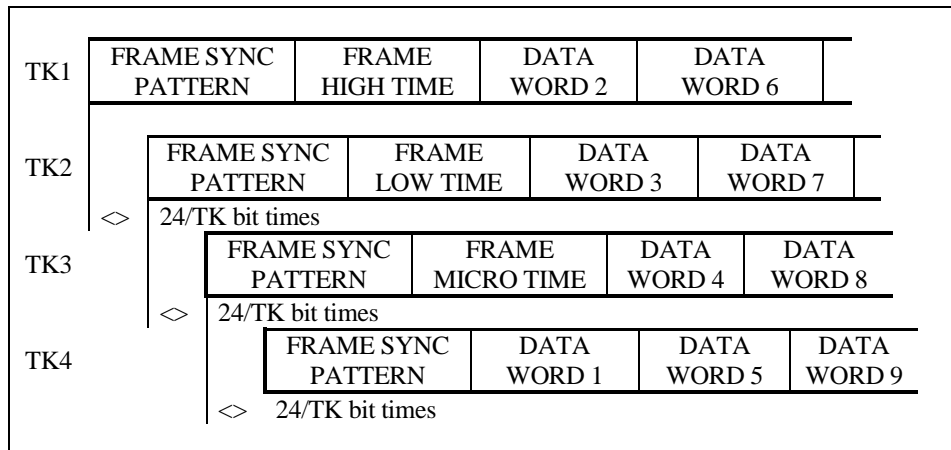 TK1
FRAME SYNC PATTERN
FRAME HIGH TIME
DATA WORD 2
DATA WORD 6
TK2
FRAME SYNC PATTERN
FRAME LOW TIME
DATA WORD 3
DATA WORD 7
<> 24/TK bit times
TK3
FRAME SYNC PATTERN
FRAME MICRO TIME
DATA WORD 4
DATA WORD 8
<> 24/TK bit times
TK4
FRAME SYNC PATTERN
DATA WORD 1
DATA WORD 5
DATA WORD 9
<> 24/TK bit times